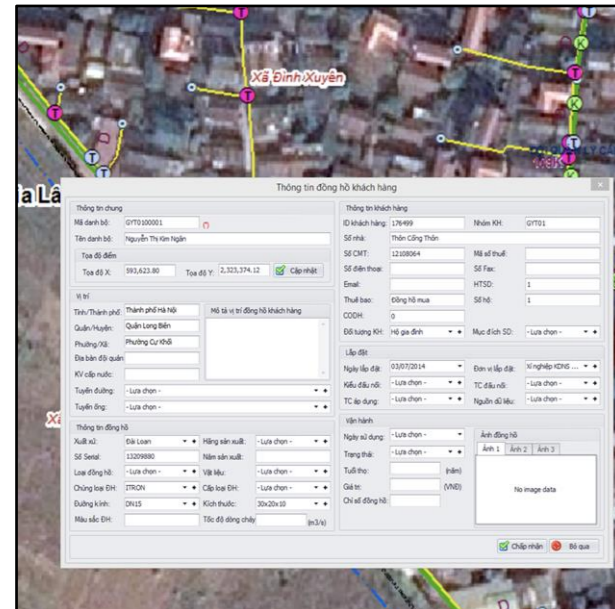 Xã Đình Xuyên
Thông tin đồng hồ khách hàng
x
Thông tin chung
Mã danh bộ: GYT0100001
Tên danh bộ: Nguyễn Thị Kim Ngân
Tọa độ điểm
Tọa độ X: 593,623.80 Tọa độ Y: 2,323,374.12 Cập nhật
Vị trí
Tỉnh/Thành phố: Thành phố Hà Nội Mô tả vị trí đồng hồ khách hàng
Quận/Huyện: Quận Long Biên
Phường/Xã: Phường Cự Khối
Địa bàn đội quản
KV cấp nước:
Tuyến đường: - Lựa chọn -
Tuyến ống: - Lựa chọn -
Thông tin đồng hồ
Xuất xứ: Đài Loan Hãng sản xuất: - Lựa chọn -
Số Serial: 13209880 Năm sản xuất:
Loại đồng hồ: - Lựa chọn - Vật liệu: - Lựa chọn -
Chủng loại ĐH: ITRON Cấp loại ĐH: - Lựa chọn -
Đường kính: DN15 Kích thước: 30x20x10
Màu sắc ĐH: Tốc độ dòng chảy (m3/s)
Thông tin khách hàng
ID khách hàng: 176499 Nhóm KH: GYT01
Số nhà: Thôn Cống Thôn
Số CMT: 12108064 Mã số thuế:
Số điện thoại: Số Fax:
Email: HTSD: 1
Thuê bao: Đồng hồ mua Số hộ: 1
CODH: 0
Đối tượng KH: Hộ gia đình Mục đích SD: - Lựa chọn -
Lắp đặt
Ngày lắp đặt: 03/07/2014 Đơn vị lắp đặt: Xí nghiệp KDNS ...
Kiểu đấu nối: - Lựa chọn - TC đấu nối: - Lựa chọn -
TC áp dụng: - Lựa chọn - Nguồn dữ liệu: - Lựa chọn -
Vận hành
Ngày sử dụng: - Lựa chọn -
Trạng thái: - Lựa chọn -
Tuổi thọ: (năm)
Giá trị: (VNĐ)
Chỉ số đồng hồ
Ảnh đồng hồ
Ảnh 1 Ảnh 2 Ảnh 3
No image data
Chấp nhận Bỏ qua